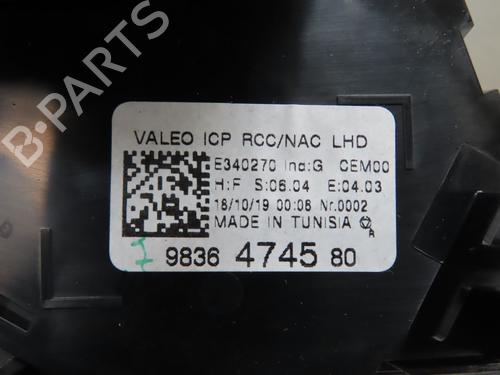 VALEO ICP RCC/NAC LHD
E340270 Ind:G CEM00
H:F S:06.04 E:04.03
18/10/19 00:06 Nr.0002
MADE IN TUNISIA
R
9836 4745 80
B-PARTS